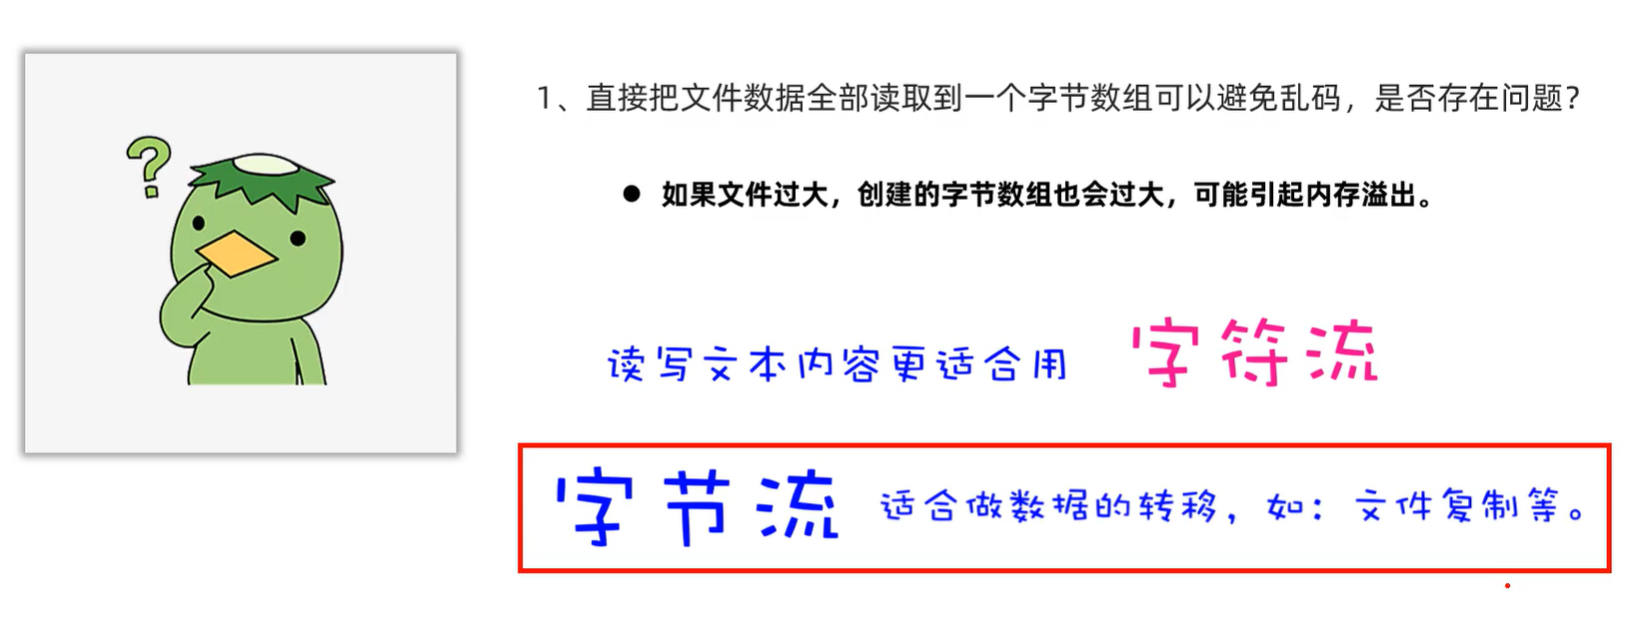 ?
1、直接把文件数据全部读取到一个字节数组可以避免乱码，是否存在问题？
● 如果文件过大，创建的字节数组也会过大，可能引起内存溢出。
读写文本内容更适合用 字符流
字节流 适合做数据的转移，如：文件复制等。